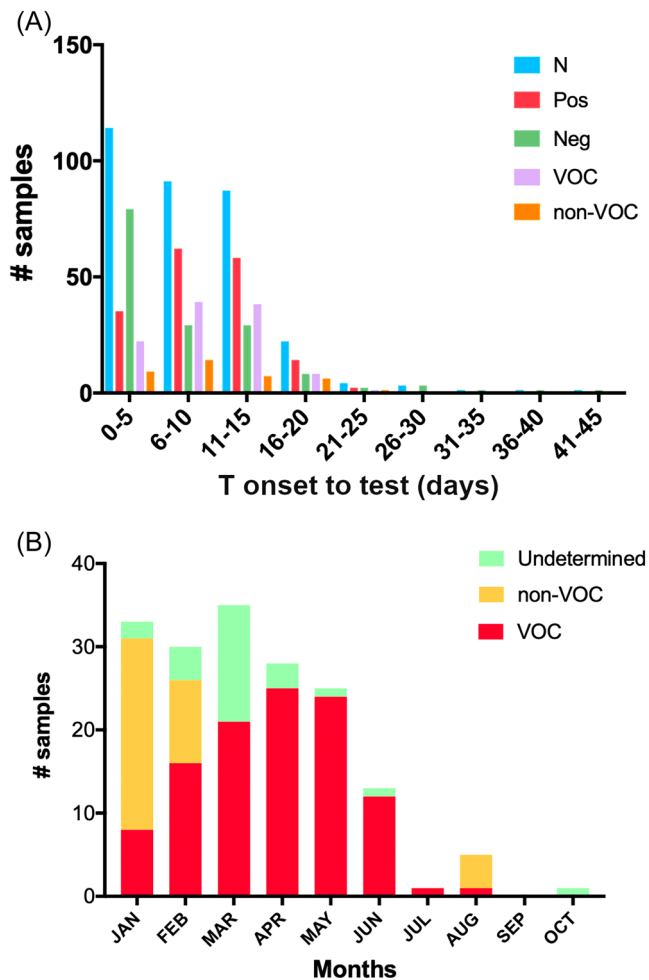 (A)
150
100
50
0
# samples
N
Pos
Neg
VOC
non-VOC
0-5
6-10
11-15
16-20
21-25
26-30
31-35
36-40
41-45
T onset to test (days)
(B)
40
30
20
10
0
# samples
Undetermined
non-VOC
VOC
JAN
FEB
MAR
APR
MAY
JUN
JUL
AUG
SEP
OCT
Months